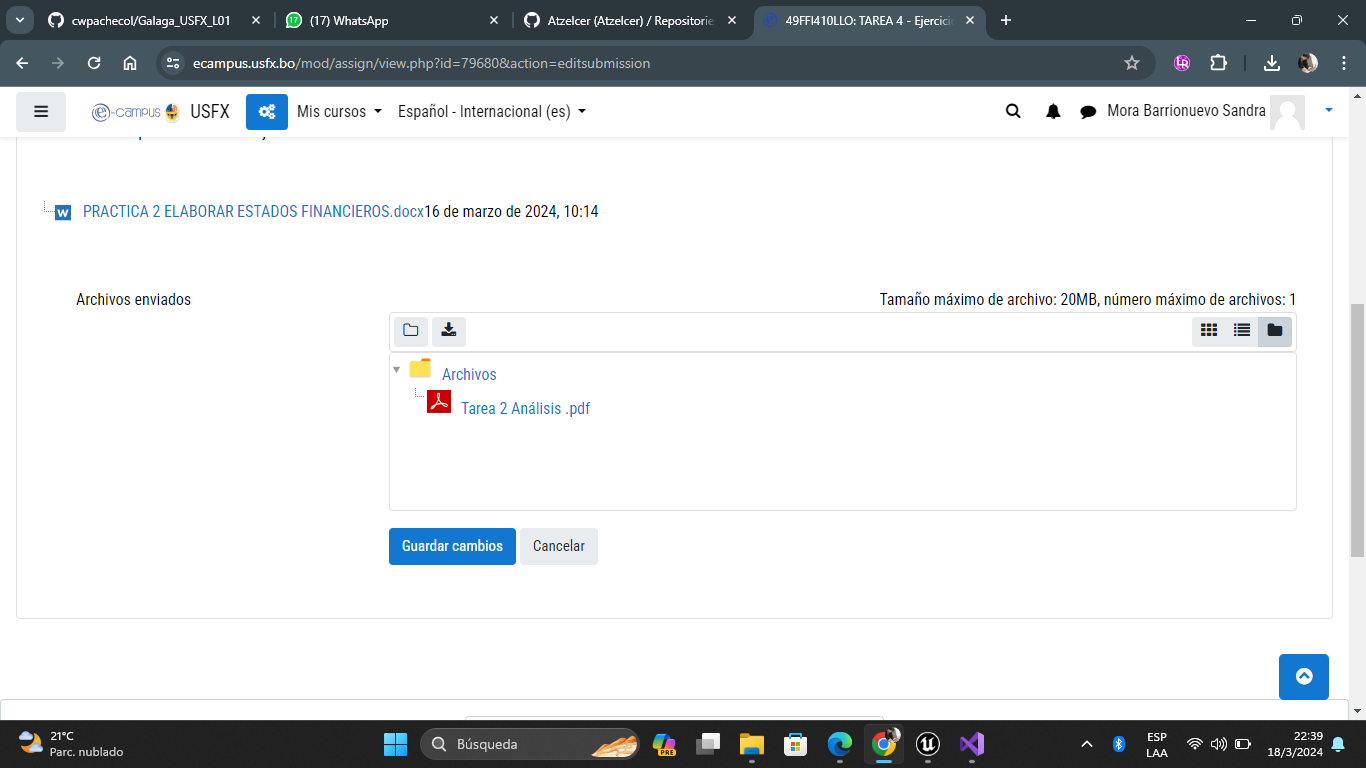 cwpachecol/Galaga_USFX_L01
(17) WhatsApp
Atzelcer (Atzelcer) / Repositorie
49FFI410LLO: TAREA 4 - Ejercici
ecampus.usfx.bo/mod/assign/view.php?id=79680&action=editsubmission
e-campus USFX
Mis cursos
Español - Internacional (es)
Mora Barrionuevo Sandra
PRACTICA 2 ELABORAR ESTADOS FINANCIEROS.docx16 de marzo de 2024, 10:14
Archivos enviados
Tamaño máximo de archivo: 20MB, número máximo de archivos: 1
Archivos
Tarea 2 Análisis .pdf
Guardar cambios
Cancelar
21°C
Parc. nublado
Búsqueda
PRE
ESP
LAA
22:39
18/3/2024